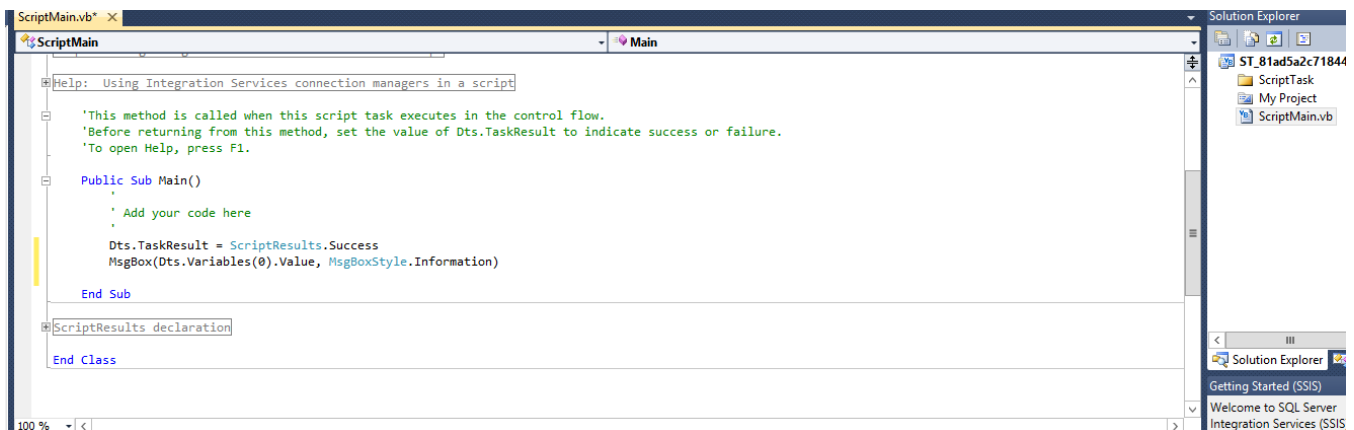 ScriptMain.vb*
Solution Explorer
ScriptMain
Main
ST_81ad5a2c71844
ScriptTask
My Project
ScriptMain.vb
Help:  Using Integration Services connection managers in a script
'This method is called when this script task executes in the control flow.
'Before returning from this method, set the value of Dts.TaskResult to indicate success or failure.
'To open Help, press F1.
Public Sub Main()
'
' Add your code here
'
Dts.TaskResult = ScriptResults.Success
MsgBox(Dts.Variables(0).Value, MsgBoxStyle.Information)
End Sub
ScriptResults declaration
End Class
Solution Explorer
Getting Started (SSIS)
Welcome to SQL Server
Integration Services (SSIS
100 %